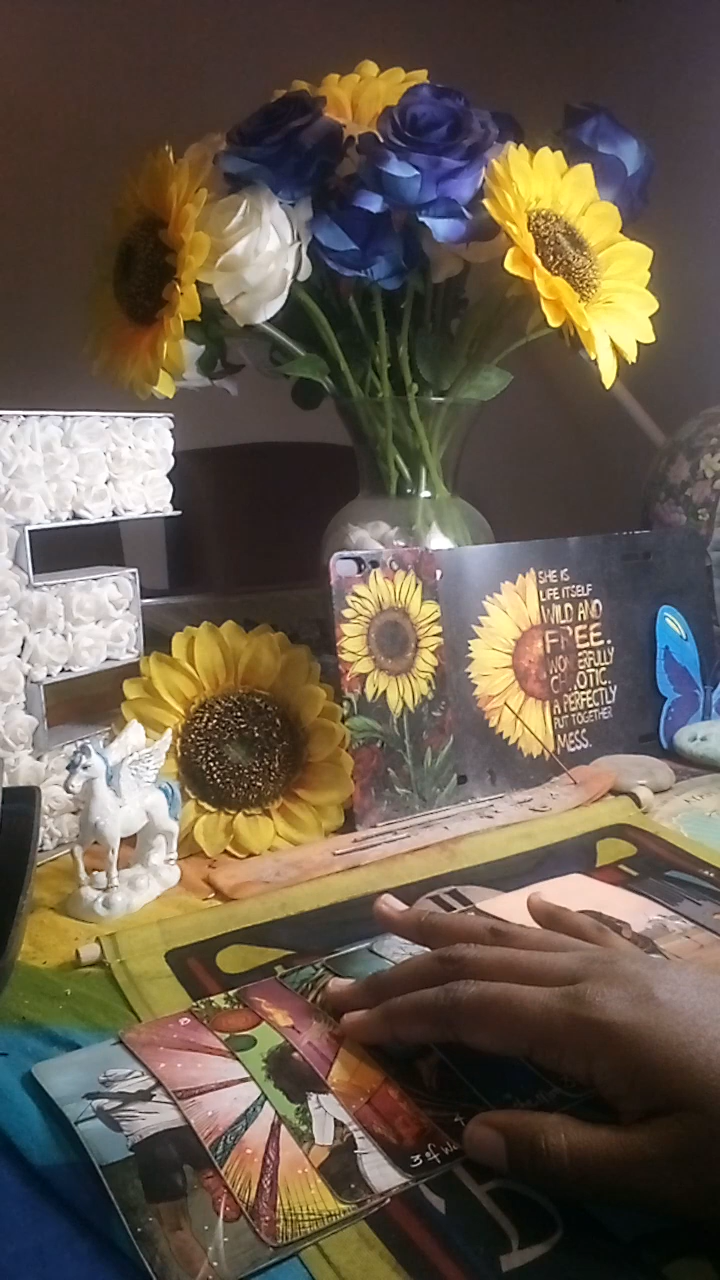 SHE IS
LIFE ITSELF
WILD AND
FREE.
WONDERFULLY
CHAOTIC.
A PERFECTLY
PUT TOGETHER
MESS.
3 of